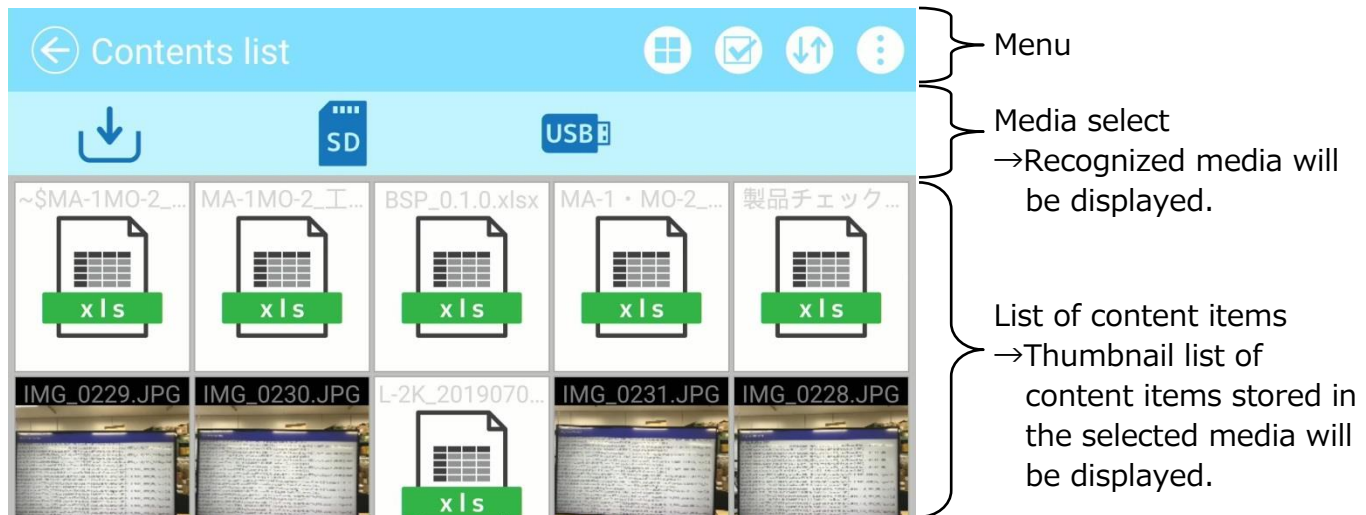 Contents list
Menu
SD
USB
Media select
→Recognized media will
be displayed.
~$MA-1MO-2_...
MA-1MO-2_工...
BSP_0.1.0.xlsx
MA-1・MO-2_...
製品チェック...
xls
xls
xls
xls
xls
List of content items
→Thumbnail list of
content items stored in
the selected media will
be displayed.
IMG_0229.JPG
IMG_0230.JPG
L-2K_2019070...
IMG_0231.JPG
IMG_0228.JPG
xls